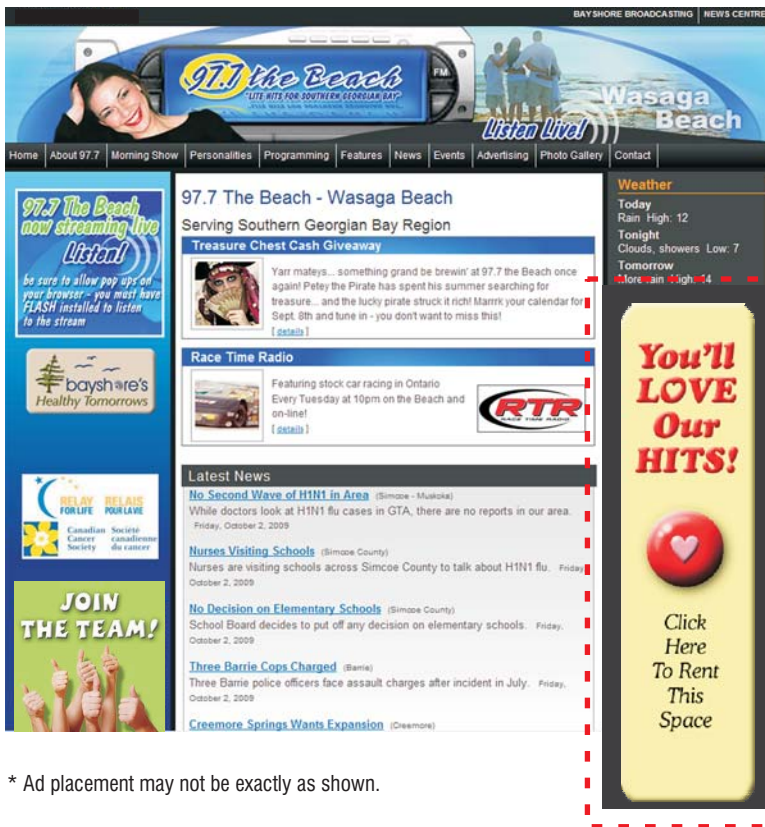 BAYSHORE BROADCASTING NEWS CENTRE
97.7 the Beach
"LITE HITS FOR SOUTHERN GEORGIAN BAY"
FM
Listen Live!
Wasaga
Beach
Home About 97.7 Morning Show Personalities Programming Features News Events Advertising Photo Gallery Contact
97.7 The Beach
now streaming live
Listen!
be sure to allow pop ups on
your browser - you must have
FLASH installed to listen
to the stream
bayshore's
Healthy Tomorrows
RELAY RELAIS
FOR LIFE POUR LA VIE
Canadian Société
Cancer canadienne
Society du cancer
JOIN
THE TEAM!
97.7 The Beach - Wasaga Beach
Serving Southern Georgian Bay Region
Treasure Chest Cash Giveaway
Yarr mateys... something grand be brewin' at 97.7 the Beach once
again! Petey the Pirate has spent his summer searching for
treasure... and the lucky pirate struck it rich! Marrrk your calendar for
Sept. 8th and tune in - you don't want to miss this!
[ details ]
Race Time Radio
Featuring stock car racing in Ontario
Every Tuesday at 10pm on the Beach and
on-line!
[ details ]
RTR
RACE TIME RADIO
Latest News
No Second Wave of H1N1 in Area (Simcoe - Muskoka)
While doctors look at H1N1 flu cases in GTA, there are no reports in our area.
Friday, October 2, 2009
Nurses Visiting Schools (Simcoe County)
Nurses are visiting schools across Simcoe County to talk about H1N1 flu. Friday,
October 2, 2009
No Decision on Elementary Schools (Simcoe County)
School Board decides to put off any decision on elementary schools. Friday,
October 2, 2009
Three Barrie Cops Charged (Barrie)
Three Barrie police officers face assault charges after incident in July. Friday,
October 2, 2009
Creemore Springs Wants Expansion (Creemore)
Weather
Today
Rain High: 12
Tonight
Clouds, showers Low: 7
Tomorrow
More rain High: 14
You'll
LOVE
Our
HITS!
Click
Here
To Rent
This
Space
* Ad placement may not be exactly as shown.